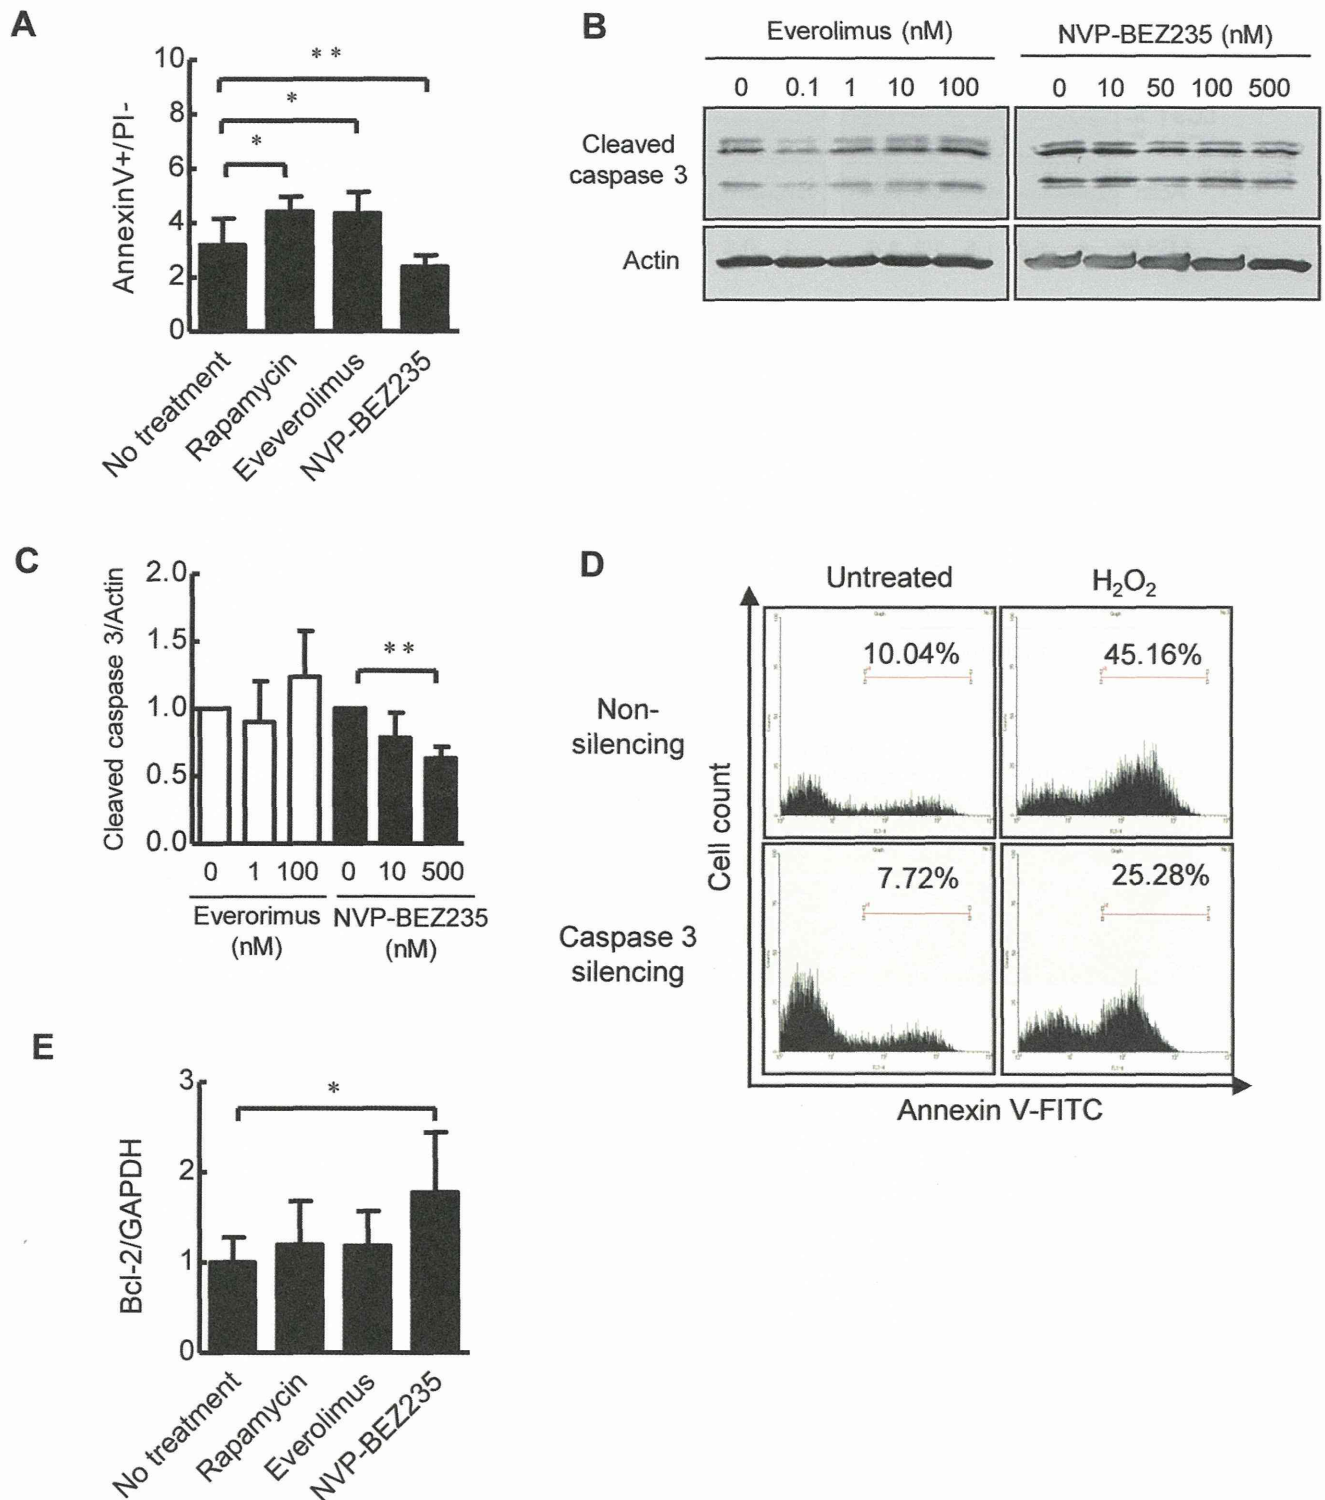 A
10
8
6
4
2
0
AnnexinV+/PI-
**
*
*
No treatment
Rapamycin
Eveverolimus
NVP-BEZ235
B
Everolimus (nM)
NVP-BEZ235 (nM)
0 0.1 1 10 100
0 10 50 100 500
Cleaved
caspase 3
Actin
C
2.0
1.5
1.0
0.5
0.0
Cleaved caspase 3/Actin
**
0 1 100 0 10 500
Everorimus
(nM)
NVP-BEZ235
(nM)
D
Untreated
H₂O₂
Non-
silencing
10.04%
45.16%
Caspase 3
silencing
7.72%
25.28%
Cell count
Annexin V-FITC
E
3
2
1
0
Bcl-2/GAPDH
*
No treatment
Rapamycin
Everolimus
NVP-BEZ235